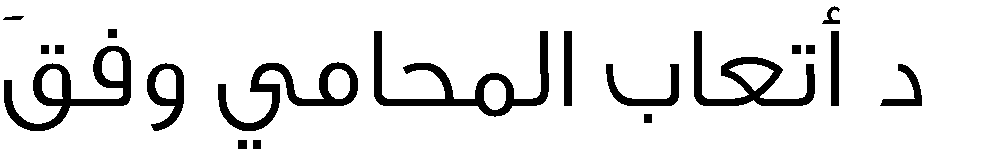 د أتعاب المحامي وفقَ